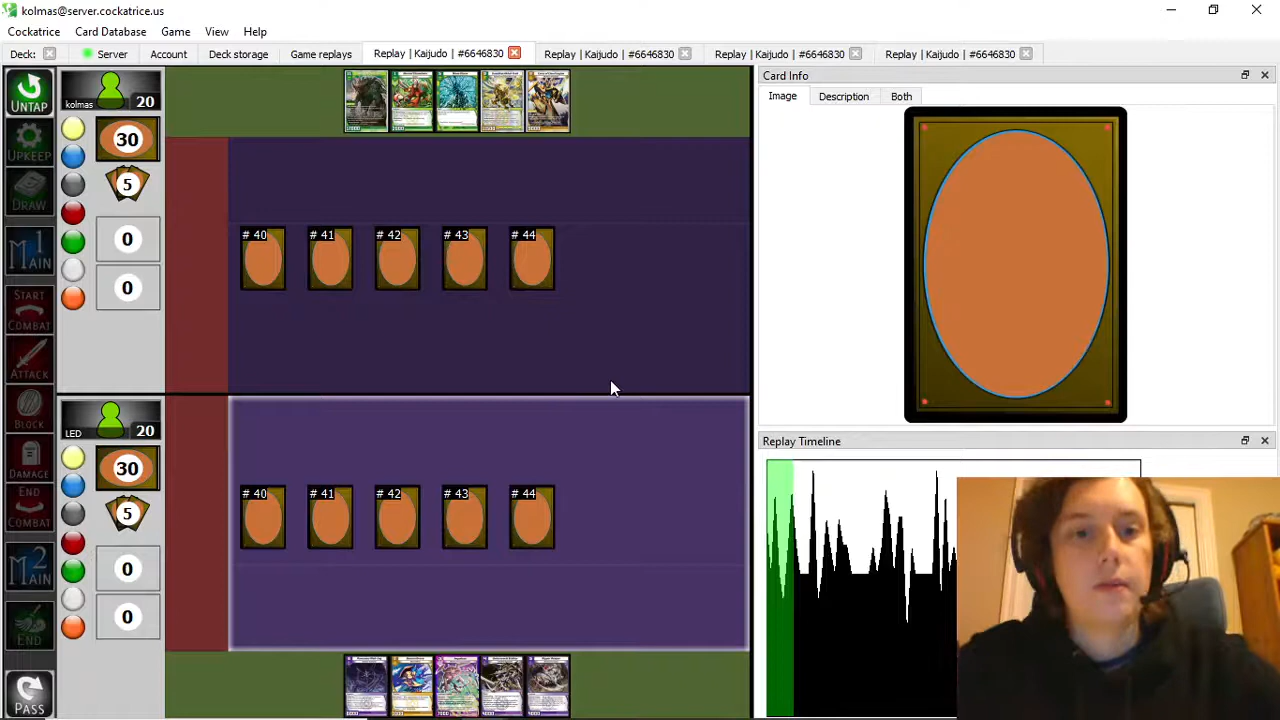 kolmas@server.cockatrice.us
Cockatrice Card Database Game View Help
Deck: Server Account Deck storage Game replays Replay | Kaijudo | #6646830 Replay | Kaijudo | #6646830 Replay | Kaijudo | #6646830 Replay | Kaijudo | #6646830
UNTAP
UPKEEP
DRAW
MAIN 1
START COMBAT
ATTACK
BLOCK
DAMAGE
END COMBAT
MAIN 2
END
PASS
kolmas 20
30
5
0
0
# 40 # 41 # 42 # 43 # 44
LED 20
30
5
0
0
# 40 # 41 # 42 # 43 # 44
Card Info
Image Description Both
Replay Timeline